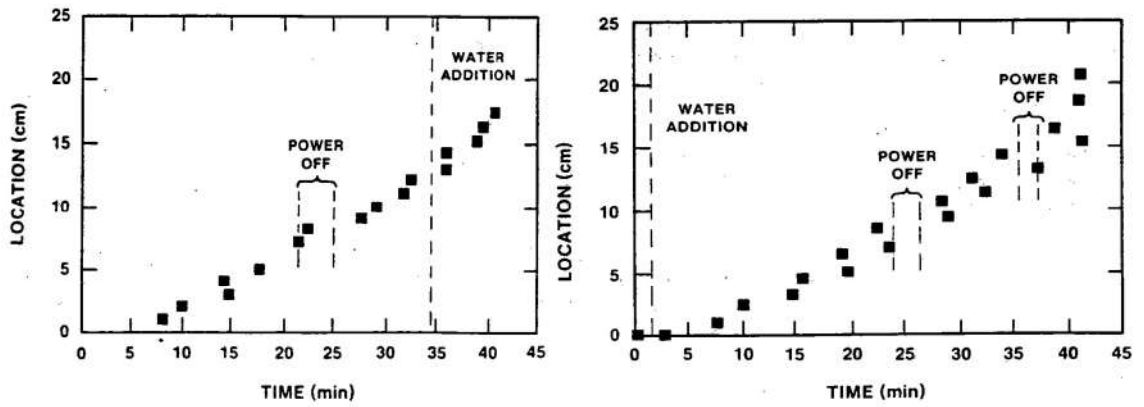 25
20
15
10
5
0
LOCATION (cm)
WATER
ADDITION
POWER
OFF
0 5 10 15 20 25 30 35 40 45
TIME (min)
25
20
15
10
5
0
LOCATION (cm)
WATER
ADDITION
POWER
OFF
POWER
OFF
0 5 10 15 20 25 30 35 40 45
TIME (min)